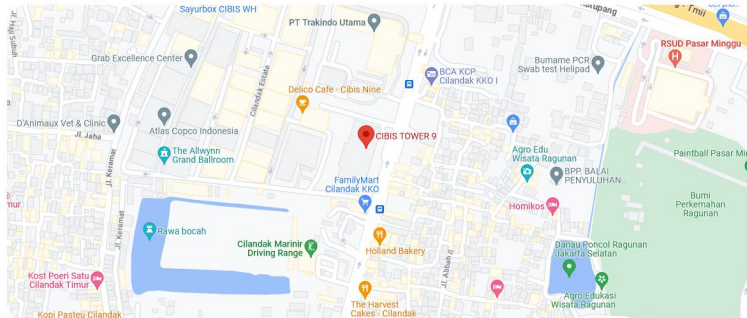 Sayurbox CIBIS WH
PT Trakindo Utama
Tmii
RSUD Pasar
Minggu
H
Grab Excellence Center
BCA KCP
Cilandak KKO I
Burname PCR
Swab test Helipad
Cilandak Estate
Delico Cafe - Cibis Nine
D'Animaux Vet & Clinic
Jl. Jaha
Jl. Keramat
Atlas Copco Indonesia
CIBIS TOWER 9
The Allwynn
Grand Ballroom
Agro Edu
Wisata Ragunan
Paintball Pasar Mi
BPP. BALAI
PENYULUHAN...
FamilyMart
Cilandak KKO
Bumi
Perkemahan
Ragunan
Homikos
imur
Jl. Keramat
Rawa bocah
Cilandak Marinir
Driving Range
Holland Bakery
Danau Poncol Ragunan
Jakarta Selatan
Kost Poeri Satu
Cilandak Timur
Agro Edukasi
Wisata Ragunan
The Harvest
Cakes - Cilandak
Kopi Pasteu Cilandak